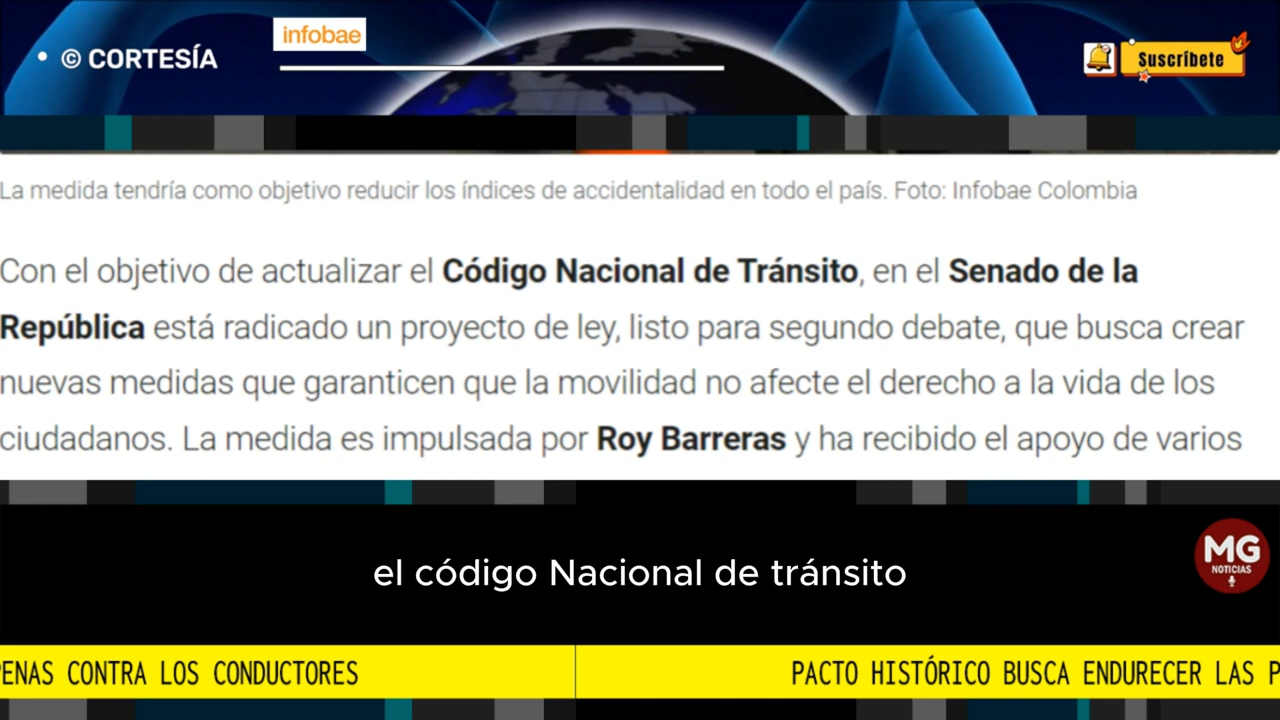 infobae
• © CORTESÍA
Suscríbete
La medida tendría como objetivo reducir los índices de accidentalidad en todo el país. Foto: Infobae Colombia
Con el objetivo de actualizar el Código Nacional de Tránsito, en el Senado de la
República está radicado un proyecto de ley, listo para segundo debate, que busca crear
nuevas medidas que garanticen que la movilidad no afecte el derecho a la vida de los
ciudadanos. La medida es impulsada por Roy Barreras y ha recibido el apoyo de varios
MG
NOTICIAS
el código Nacional de tránsito
PENAS CONTRA LOS CONDUCTORES
PACTO HISTÓRICO BUSCA ENDURECER LAS P